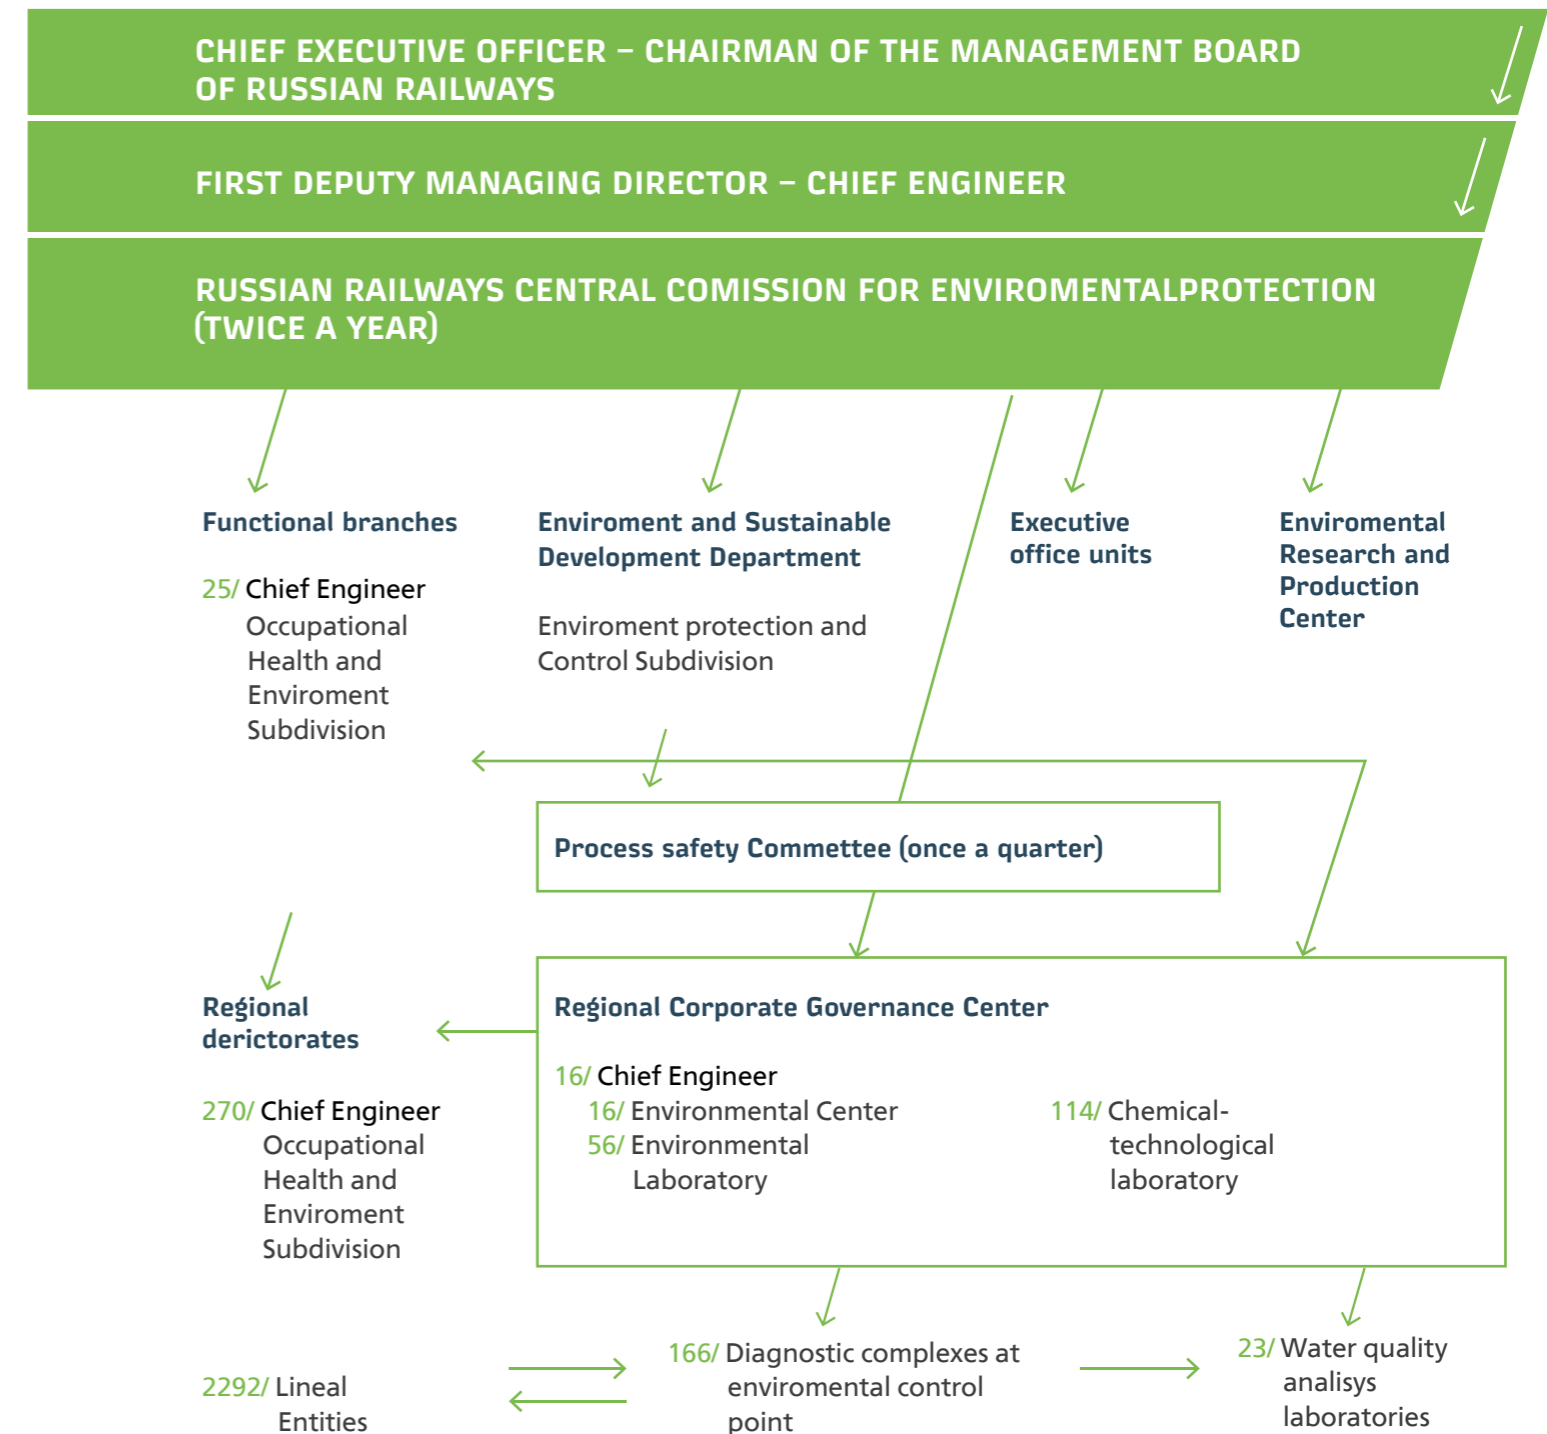 CHIEF EXECUTIVE OFFICER – CHAIRMAN OF THE MANAGEMENT BOARD
OF RUSSIAN RAILWAYS
FIRST DEPUTY MANAGING DIRECTOR – CHIEF ENGINEER
RUSSIAN RAILWAYS CENTRAL COMISSION FOR ENVIROMENTALPROTECTION
(TWICE A YEAR)
Functional branches
25/ Chief Engineer
Occupational
Health and
Enviroment
Subdivision
Enviroment and Sustainable
Development Department
Enviroment protection and
Control Subdivision
Executive
office units
Enviromental
Research and
Production
Center
Process safety Commettee (once a quarter)
Regional
derictorates
270/ Chief Engineer
Occupational
Health and
Enviroment
Subdivision
Regional Corporate Governance Center
16/ Chief Engineer
16/ Environmental Center
56/ Environmental
Laboratory
114/ Chemical-
technological
laboratory
2292/ Lineal
Entities
166/ Diagnostic complexes at
enviromental control
point
23/ Water quality
analisys
laboratories